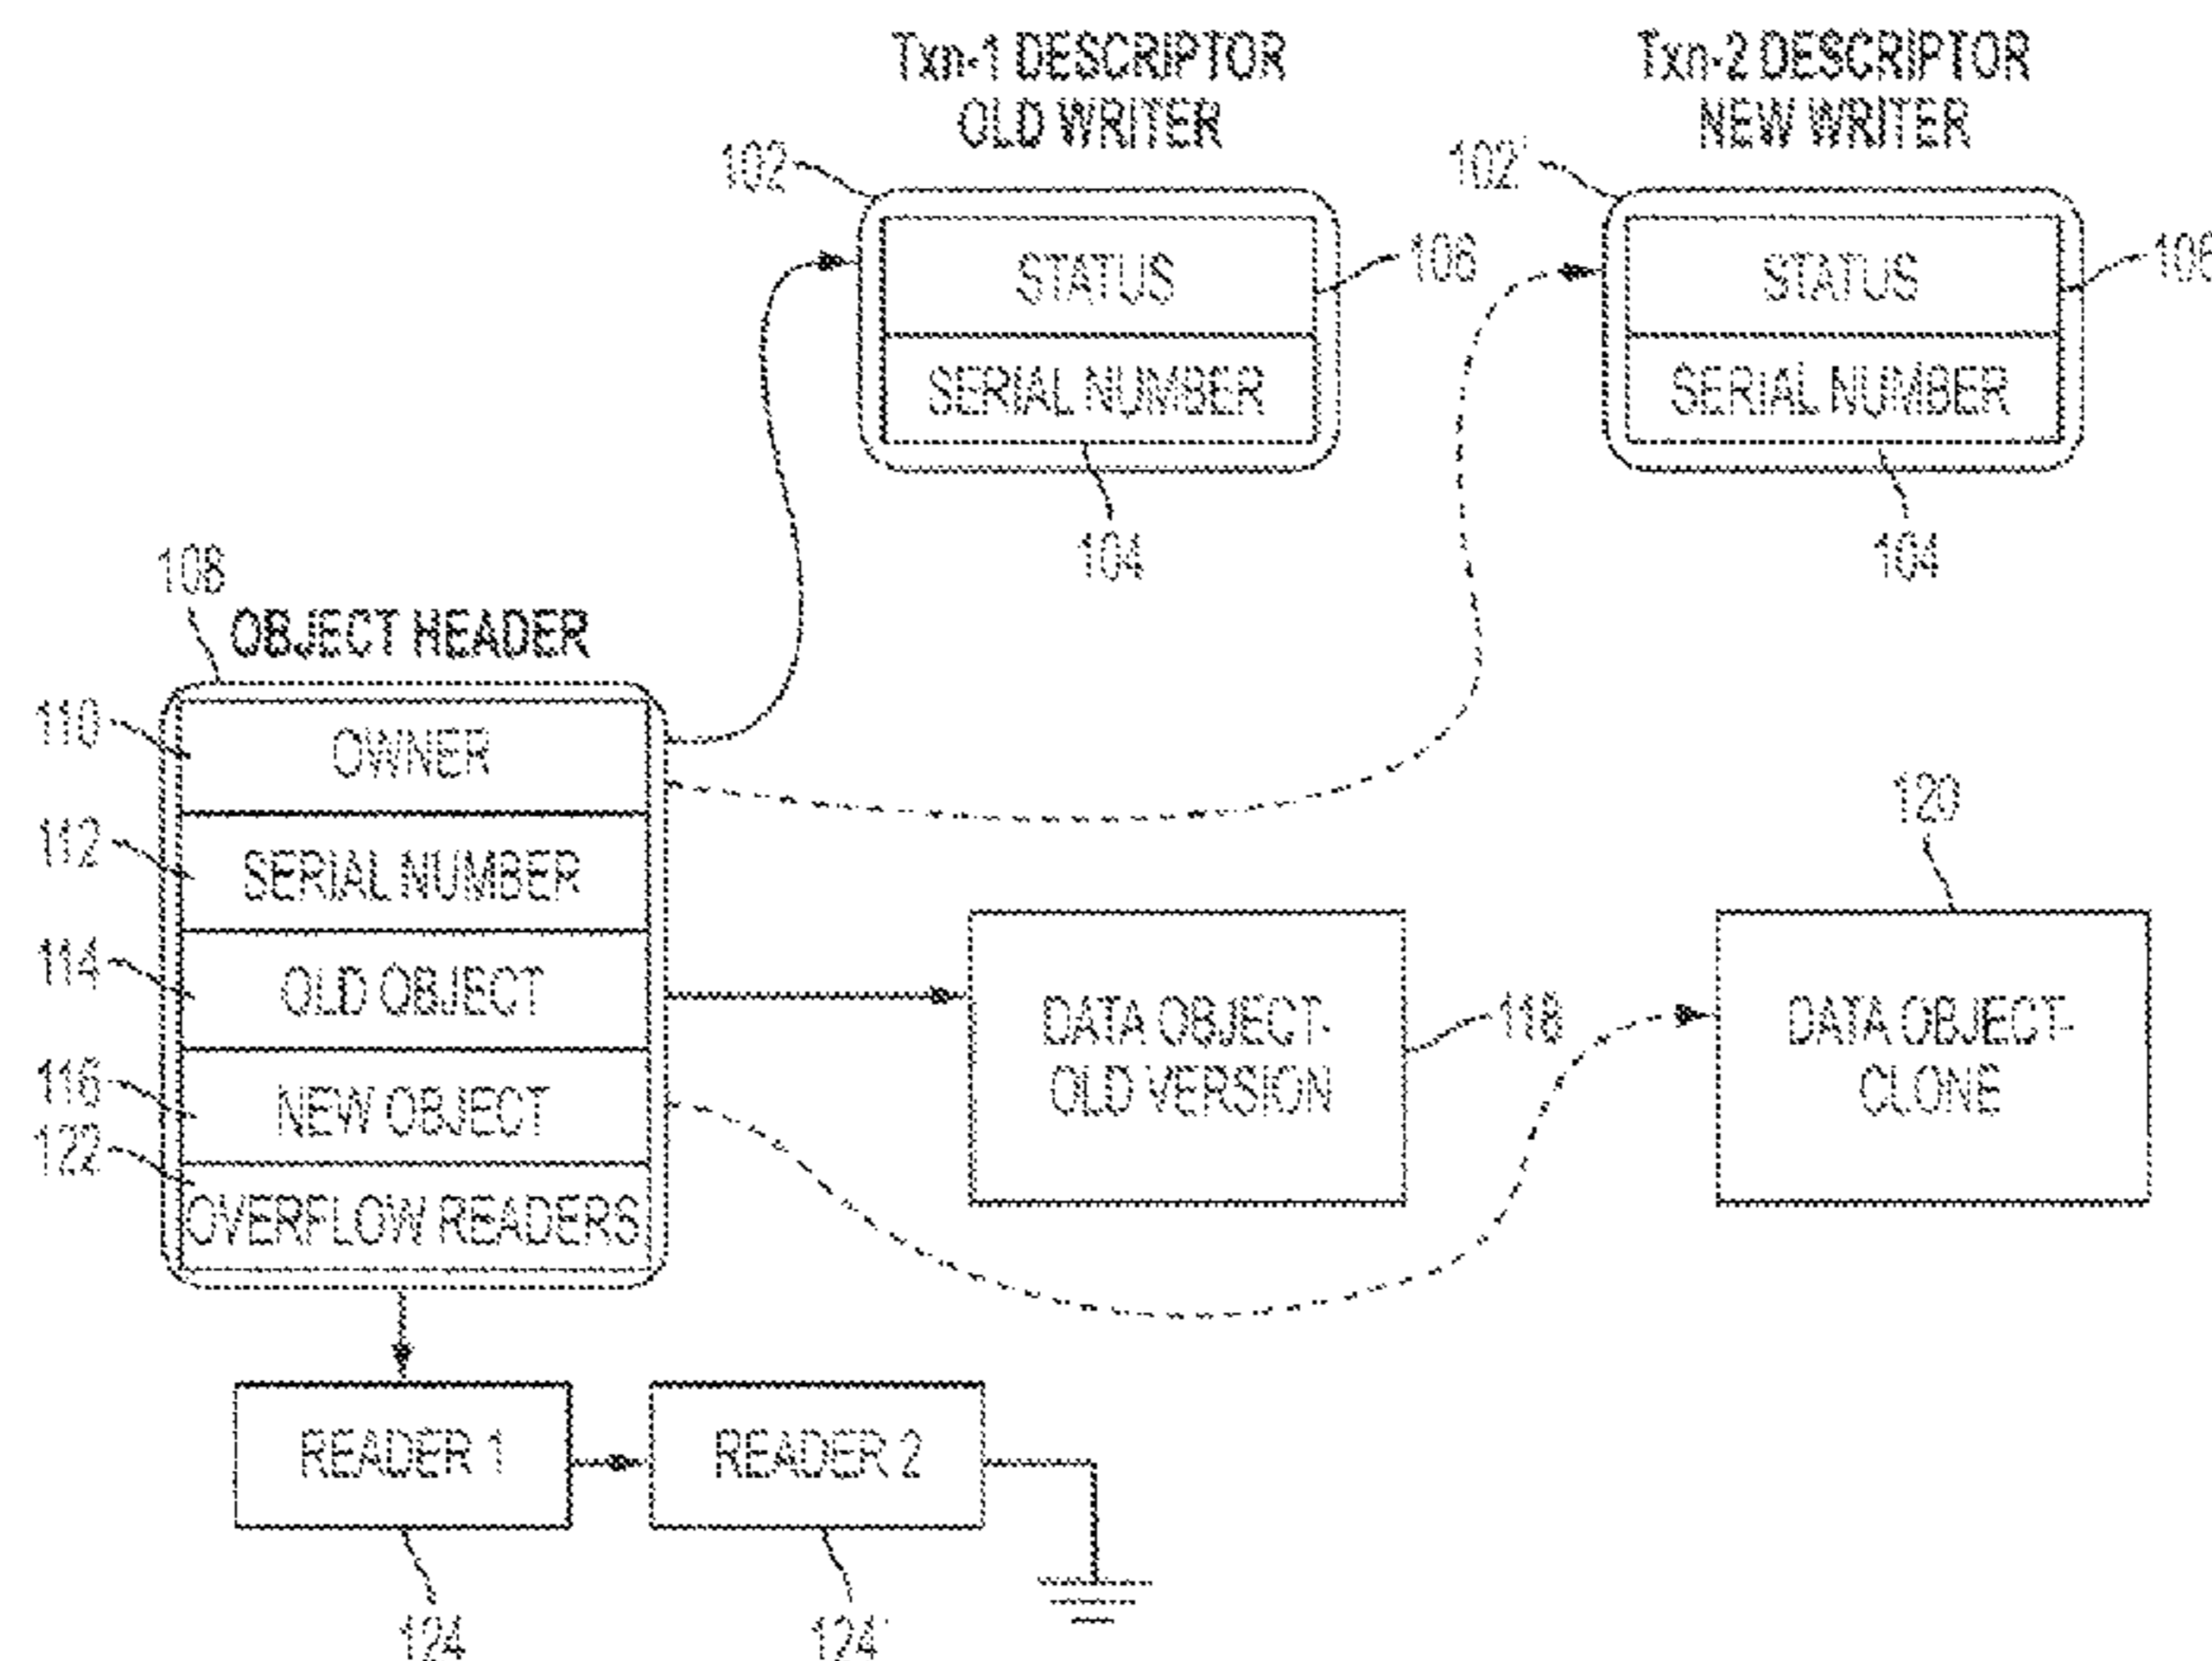 Txn-1 DESCRIPTOR
OLD WRITER
Txn-2 DESCRIPTOR
NEW WRITER
102
102'
STATUS
106
STATUS
106
SERIAL NUMBER
SERIAL NUMBER
104
104
108
OBJECT HEADER
110
OWNER
112
SERIAL NUMBER
120
114
OLD OBJECT
DATA OBJECT-
OLD VERSION
118
DATA OBJECT-
CLONE
116
NEW OBJECT
122
OVERFLOW READERS
READER 1
READER 2
124
124'